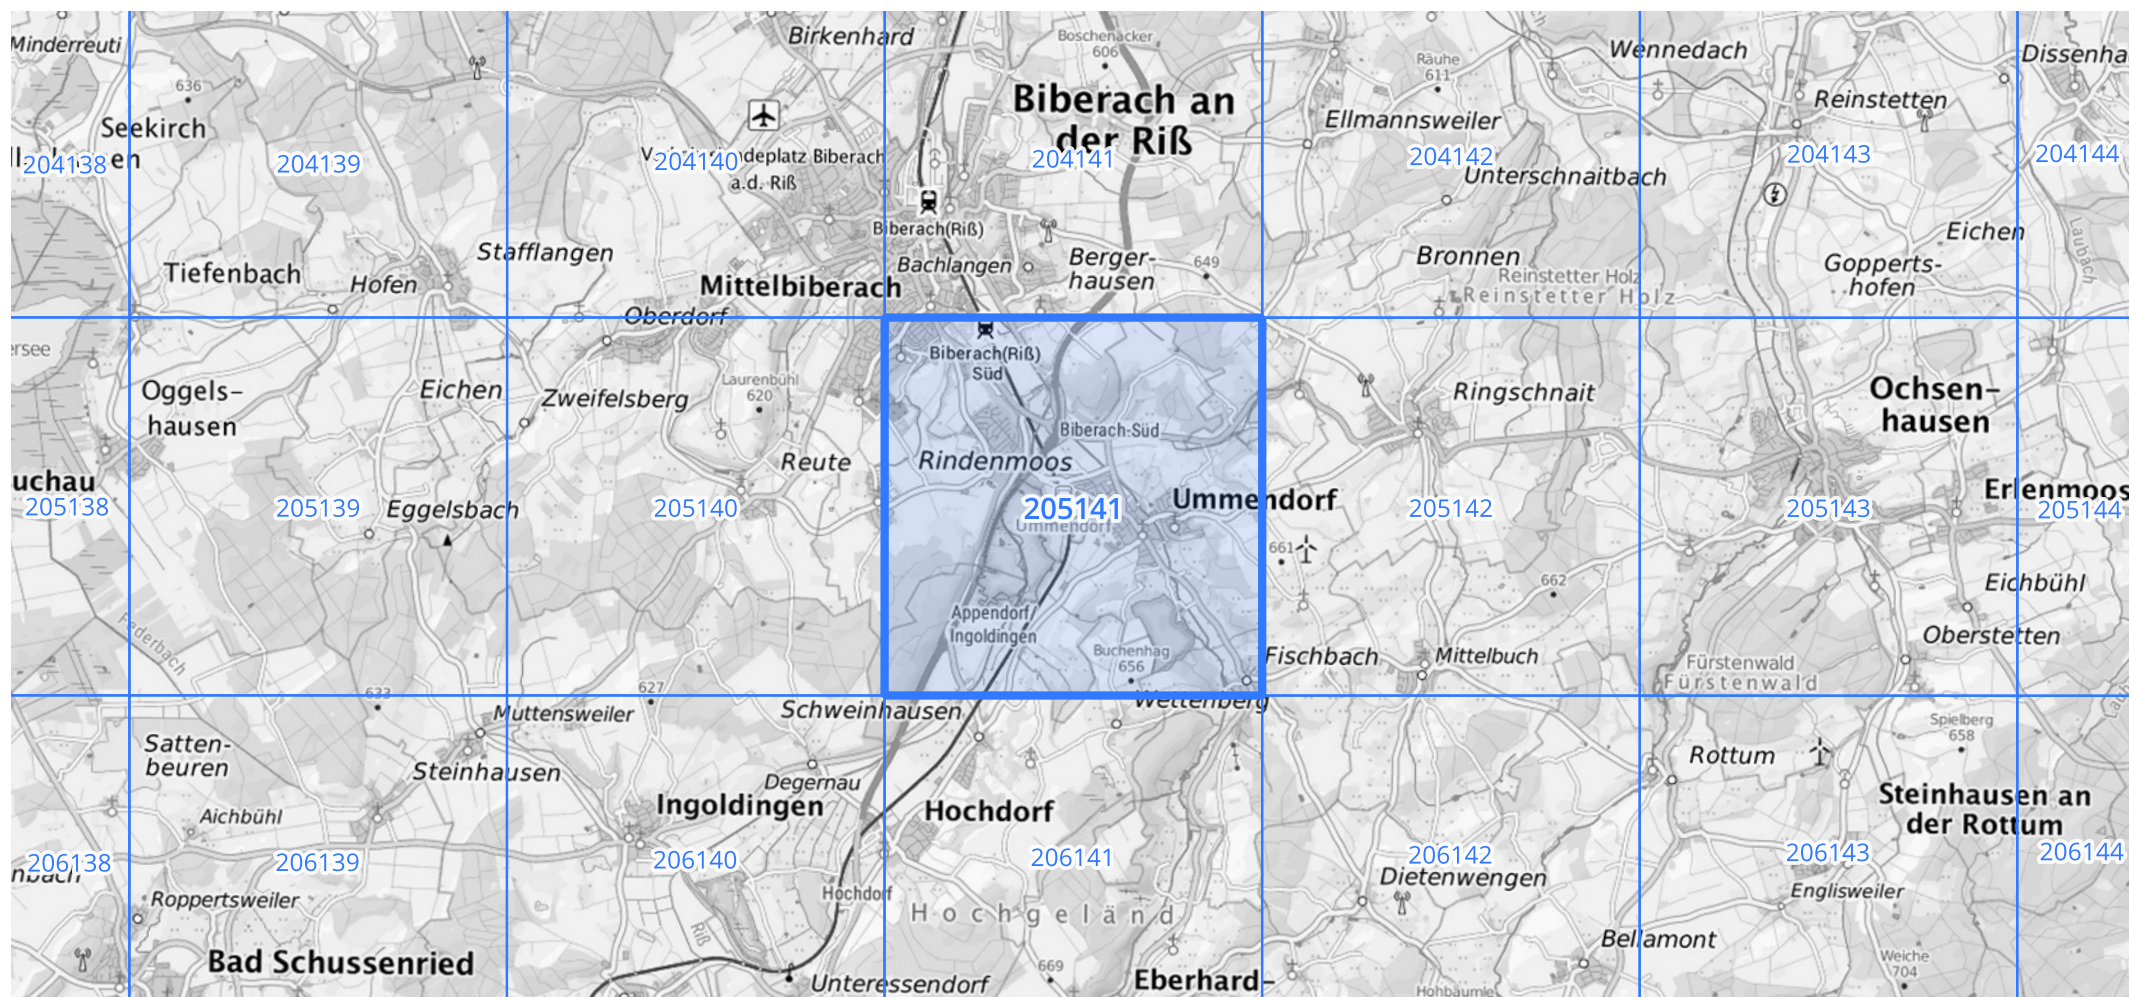 Minderreuti
636
Seekirch
204138
204139
Birkenhard
Boschenacker
606
Biberach an
der Riß
204140
deplatz Biberach
a.d. Riß
204141
Biberach(Riß)
Räuhe
611
Wennedach
Dissenha
Ellmannsweiler
Reinstetten
204142
204143
204144
Unterschnaitbach
Stafflangen
Tiefenbach
Hofen
Mittelbiberach
Bachlangen
Berger-
hausen
649
Bronnen
Reinstetter Holz
Reinstetter Holz
Eichen
Gopperts-
hofen
Laubach
Oberdorf
ersee
Oggels-
hausen
Eichen
Zweifelsberg
Laurenbühl
620
Biberach(Riß)
Süd
Biberach-Süd
Ringschnait
Ochsen-
hausen
uchau
205138
205139
Eggelsbach
205140
Reute
Rindenmoos
205141
Ummendorf
Ummendorf
205142
205143
Erlenmoos
205144
661
662
Eichbühl
Federbach
Appendorf/
Ingoldingen
Buchenhag
656
Fischbach
Mittelbuch
Fürstenwald
Fürstenwald
Oberstetten
633
627
Muttensweiler
Schweinhausen
Wettenberg
Spielberg
658
Satten-
beuren
Steinhausen
Degernau
Rottum
Ingoldingen
Hochdorf
Steinhausen an
der Rottum
Aichbühl
206138
206139
206140
206141
206142
206143
206144
nbach
Roppertsweiler
Hochdorf
Hochgeländ
Dietenwengen
Englisweiler
Riß
Bad Schussenried
Unteressendorf
669
Eberhard-
Bellamont
Weiche
704
Hohbäumle